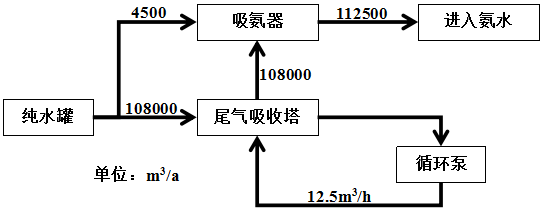 4500
吸氨器
112500
进入氨水
108000
纯水罐
108000
尾气吸收塔
循环泵
单位：m³/a
12.5m³/h